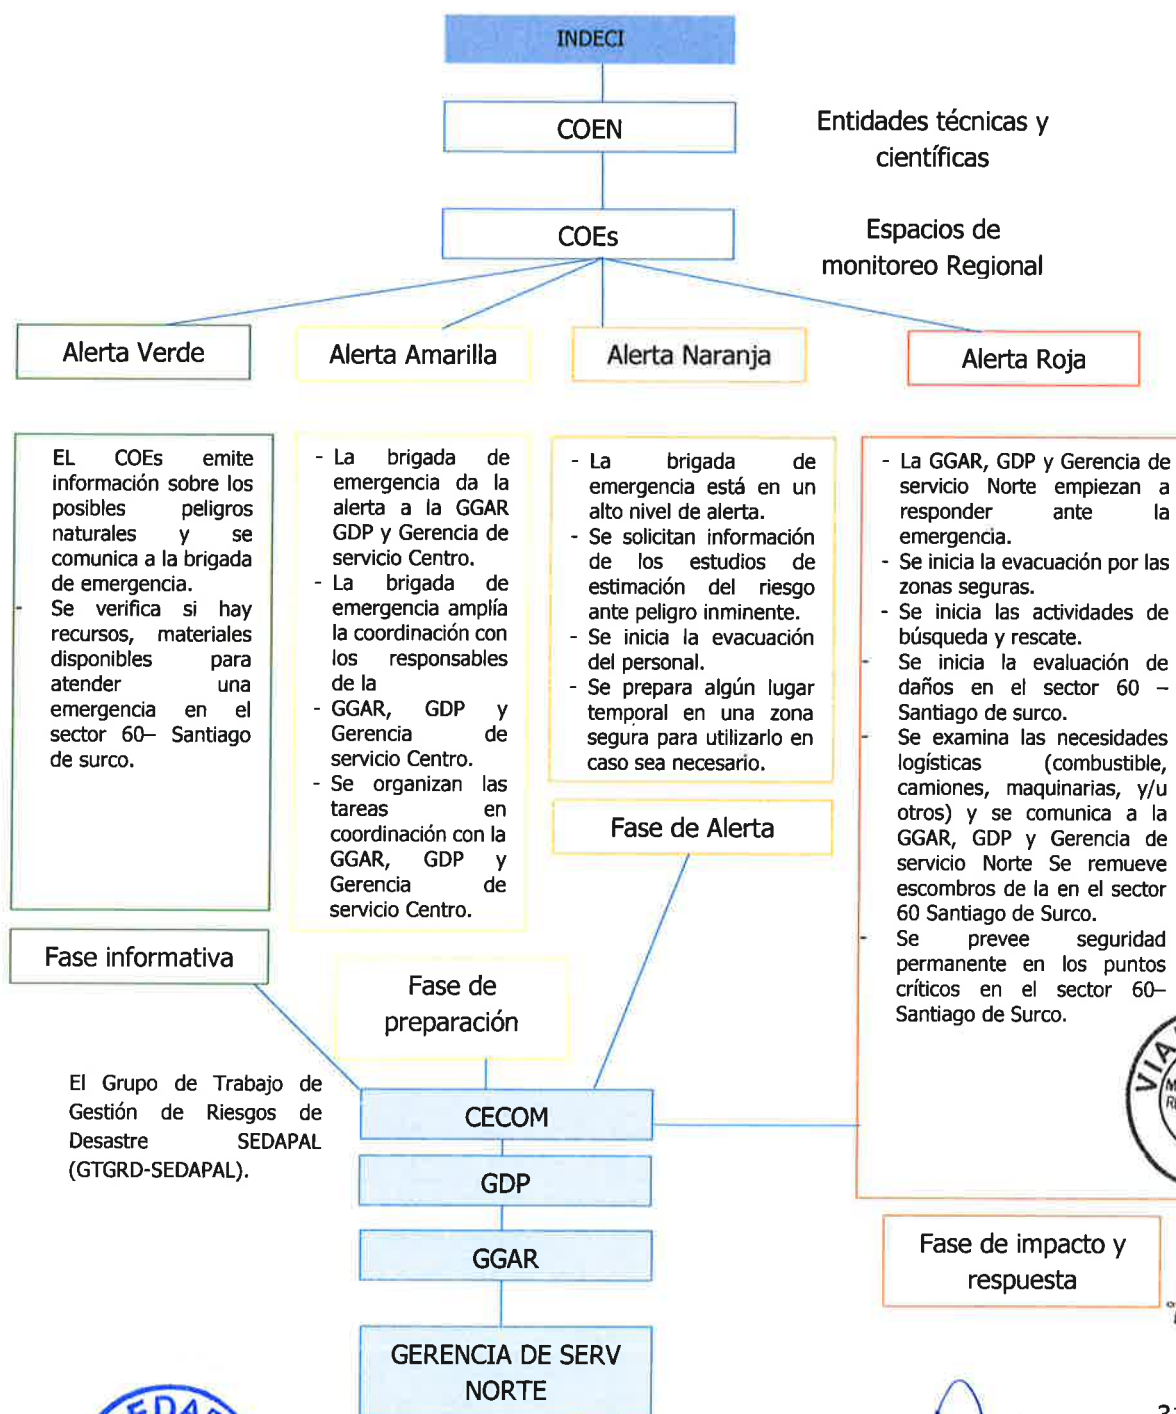 INDECI
COEN
Entidades técnicas y
científicas
COEs
Espacios de
monitoreo Regional
Alerta Verde
Alerta Amarilla
Alerta Naranja
Alerta Roja
EL COEs emite
información sobre los
posibles peligros
naturales y se
comunica a la brigada
de emergencia.
- Se verifica si hay
recursos, materiales
disponibles para
atender una
emergencia en el
sector 60– Santiago
de surco.
- La brigada de
emergencia da la
alerta a la GGAR
GDP y Gerencia de
servicio Centro.
- La brigada de
emergencia amplía
la coordinación con
los responsables
de la
- GGAR, GDP y
Gerencia de
servicio Centro.
- Se organizan las
tareas en
coordinación con la
GGAR, GDP y
Gerencia de
servicio Centro.
- La brigada de
emergencia está en un
alto nivel de alerta.
- Se solicitan información
de los estudios de
estimación del riesgo
ante peligro inminente.
- Se inicia la evacuación
del personal.
- Se prepara algún lugar
temporal en una zona
segura para utilizarlo en
caso sea necesario.
- La GGAR, GDP y Gerencia de
servicio Norte empiezan a
responder ante la
emergencia.
- Se inicia la evacuación por las
zonas seguras.
- Se inicia las actividades de
búsqueda y rescate.
- Se inicia la evaluación de
daños en el sector 60 –
Santiago de surco.
- Se examina las necesidades
logísticas (combustible,
camiones, maquinarias, y/u
otros) y se comunica a la
GGAR, GDP y Gerencia de
servicio Norte Se remueve
escombros de la en el sector
60 Santiago de Surco.
- Se prevee seguridad
permanente en los puntos
críticos en el sector 60–
Santiago de Surco.
Fase informativa
Fase de
preparación
Fase de Alerta
Fase de impacto y
respuesta
El Grupo de Trabajo de
Gestión de Riesgos de
Desastre SEDAPAL
(GTGRD-SEDAPAL).
CECOM
GDP
GGAR
GERENCIA DE SERV
NORTE